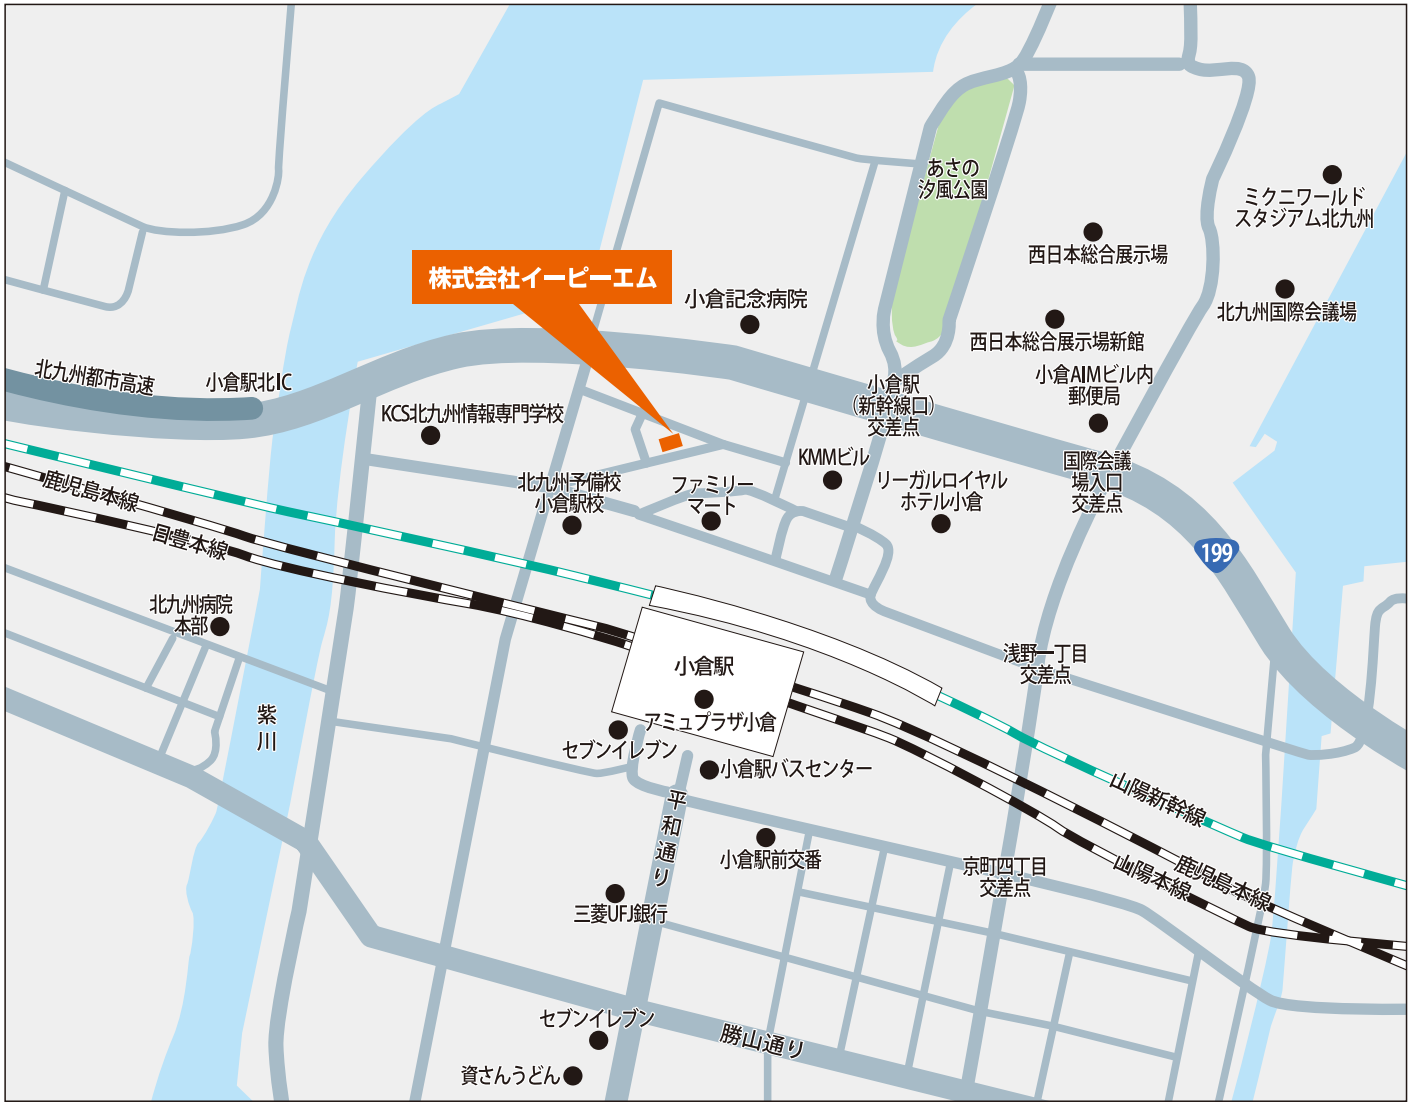 あさの
汐風公園
ミクニワールド
スタジアム北九州
西日本総合展示場
株式会社イーピーエム
小倉記念病院
北九州国際会議場
西日本総合展示場新館
北九州都市高速
小倉駅北IC
小倉駅
(新幹線口)
交差点
小倉AIMビル内
郵便局
KCS北九州情報専門学校
KMMビル
国際会議
場入口
交差点
鹿児島本線
北九州予備校
小倉駅校
ファミリー
マート
リーガルロイヤル
ホテル小倉
目豊本線
199
北九州病院
本部
浅野一丁目
交差点
小倉駅
アミュプラザ小倉
紫川
セブンイレブン
小倉駅バスセンター
山陽新幹線
平和通り
小倉駅前交番
京町四丁目
交差点
山陽本線
鹿児島本線
三菱UFJ銀行
セブンイレブン
勝山通り
資さんうどん